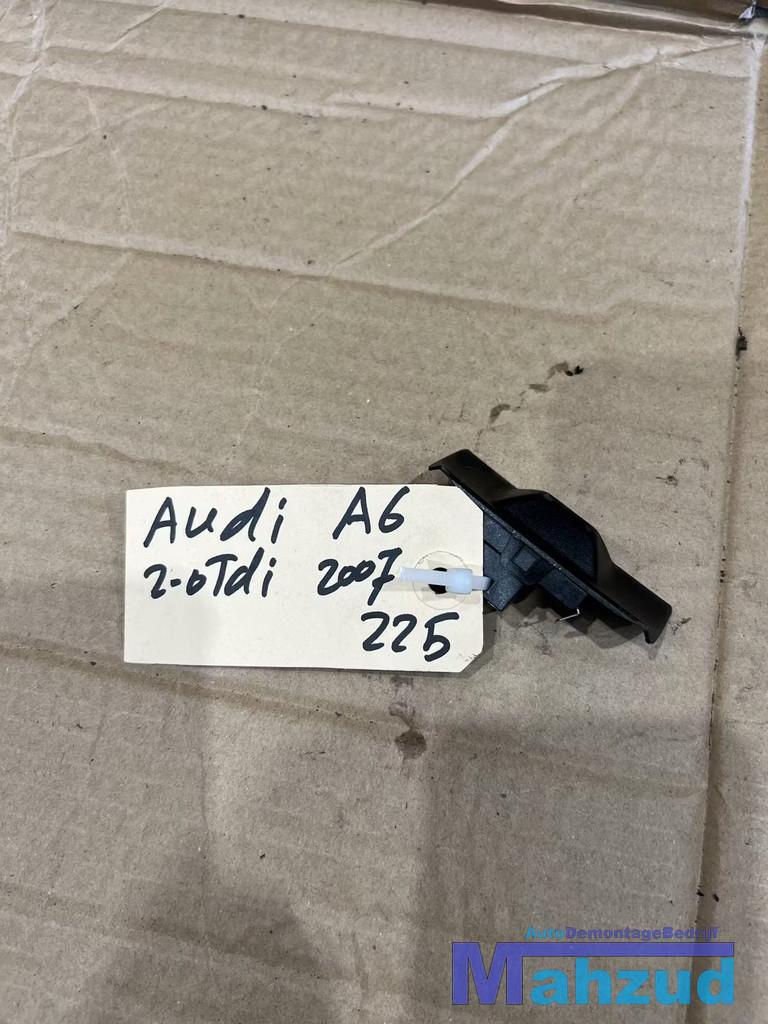 Audi A6
2.0Tdi 2007
225
AutoDemontageBedrijf
Mahzud